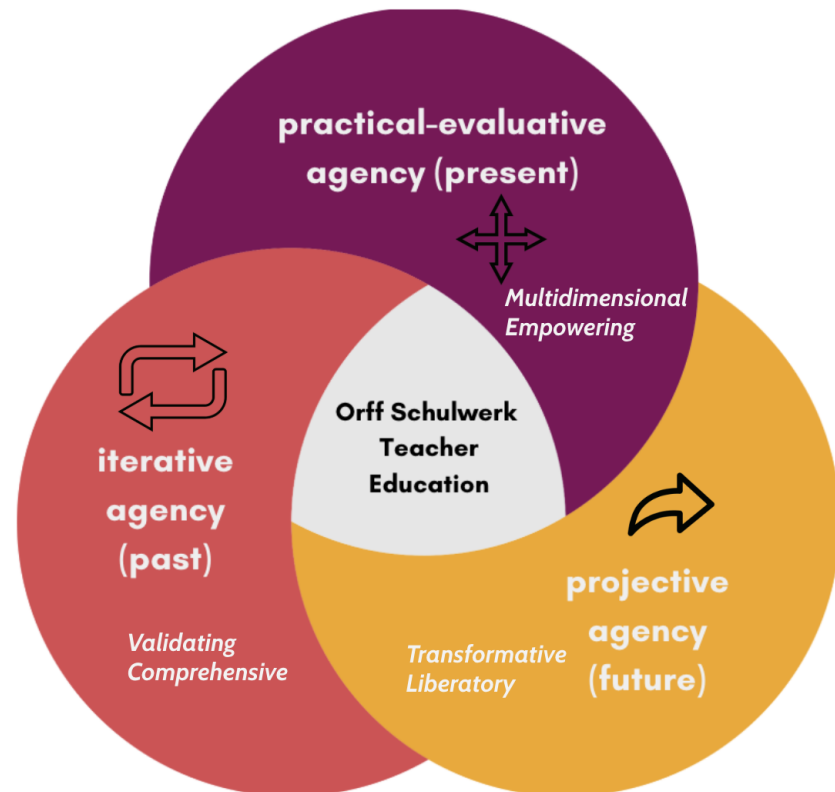 practical-evaluative
agency (present)
Multidimensional
Empowering
Orff Schulwerk
Teacher
Education
iterative
agency
(past)
Validating
Comprehensive
projective
agency
(future)
Transformative
Liberatory